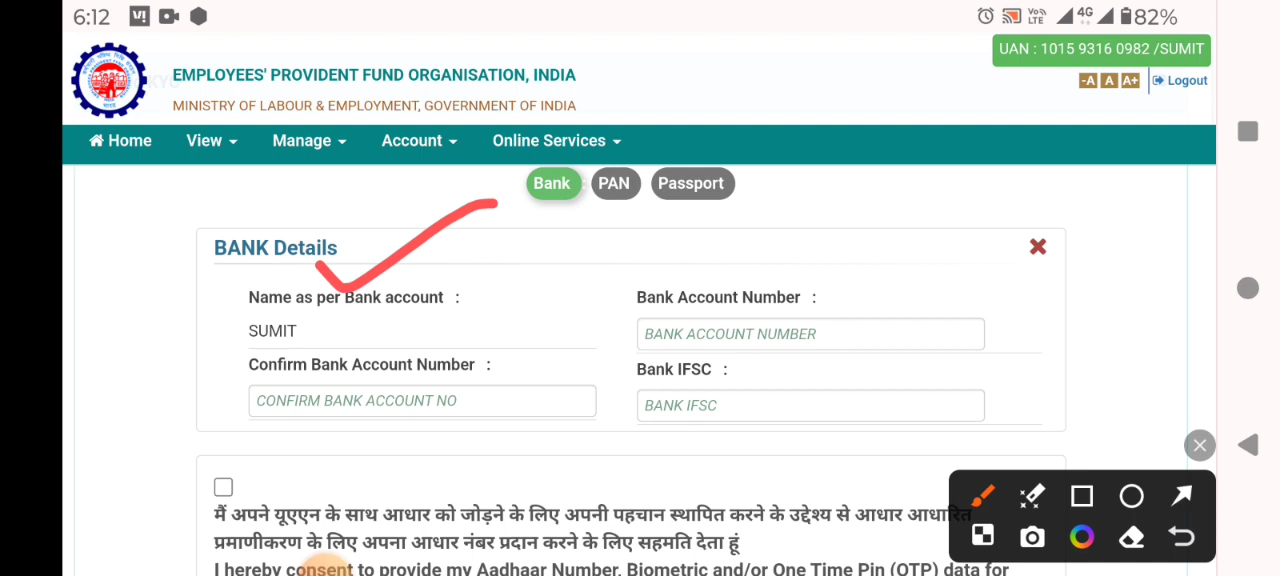 6:12
Vo))
LTE
4G
82%
UAN : 1015 9316 0982 /SUMIT
EMPLOYEES' PROVIDENT FUND ORGANISATION, INDIA
-A A A+ Logout
MINISTRY OF LABOUR & EMPLOYMENT, GOVERNMENT OF INDIA
Home View Manage Account Online Services
Bank PAN Passport
BANK Details
Name as per Bank account :
Bank Account Number :
SUMIT
BANK ACCOUNT NUMBER
Confirm Bank Account Number :
Bank IFSC :
CONFIRM BANK ACCOUNT NO
BANK IFSC
मैं अपने यूएएन के साथ आधार को जोड़ने के लिए अपनी पहचान स्थापित करने के उद्देश्य से आधार आधारित
प्रमाणीकरण के लिए अपना आधार नंबर प्रदान करने के लिए सहमति देता हूं
I hereby consent to provide my Aadhaar Number, Biometric and/or One Time Pin (OTP) data for